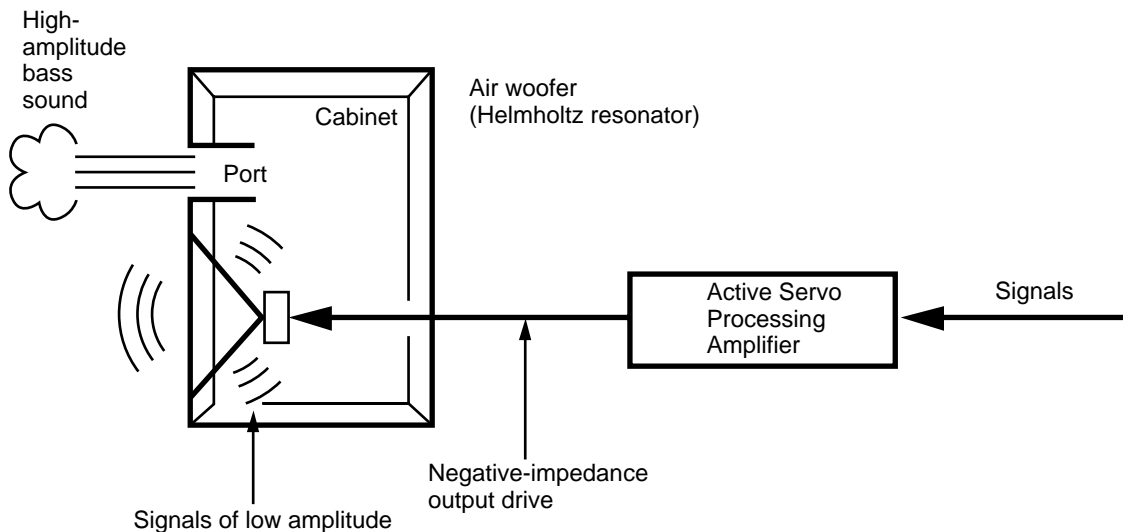 High-
amplitude
bass
sound
Cabinet
Air woofer
(Helmholtz resonator)
Port
Active Servo
Processing
Amplifier
Signals
Negative-impedance
output drive
Signals of low amplitude